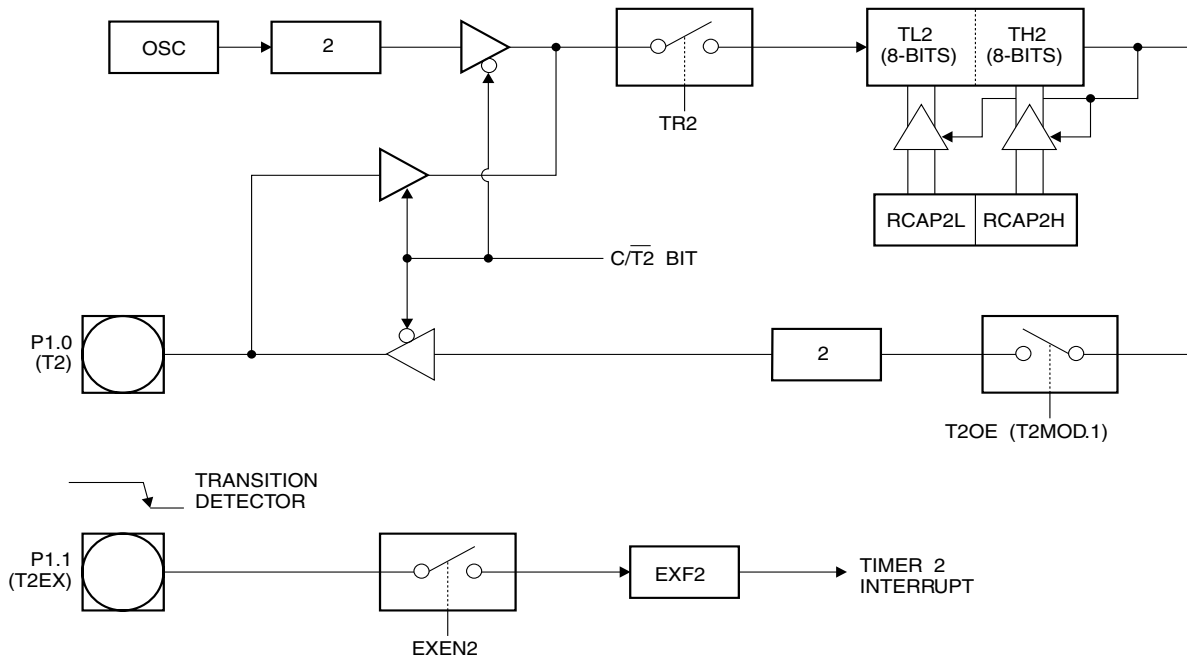 OSC
2
TR2
TL2
(8-BITS)
TH2
(8-BITS)
RCAP2L
RCAP2H
C/T̅2̅ BIT
P1.0
(T2)
2
T2OE (T2MOD.1)
TRANSITION
DETECTOR
P1.1
(T2EX)
EXEN2
EXF2
TIMER 2
INTERRUPT